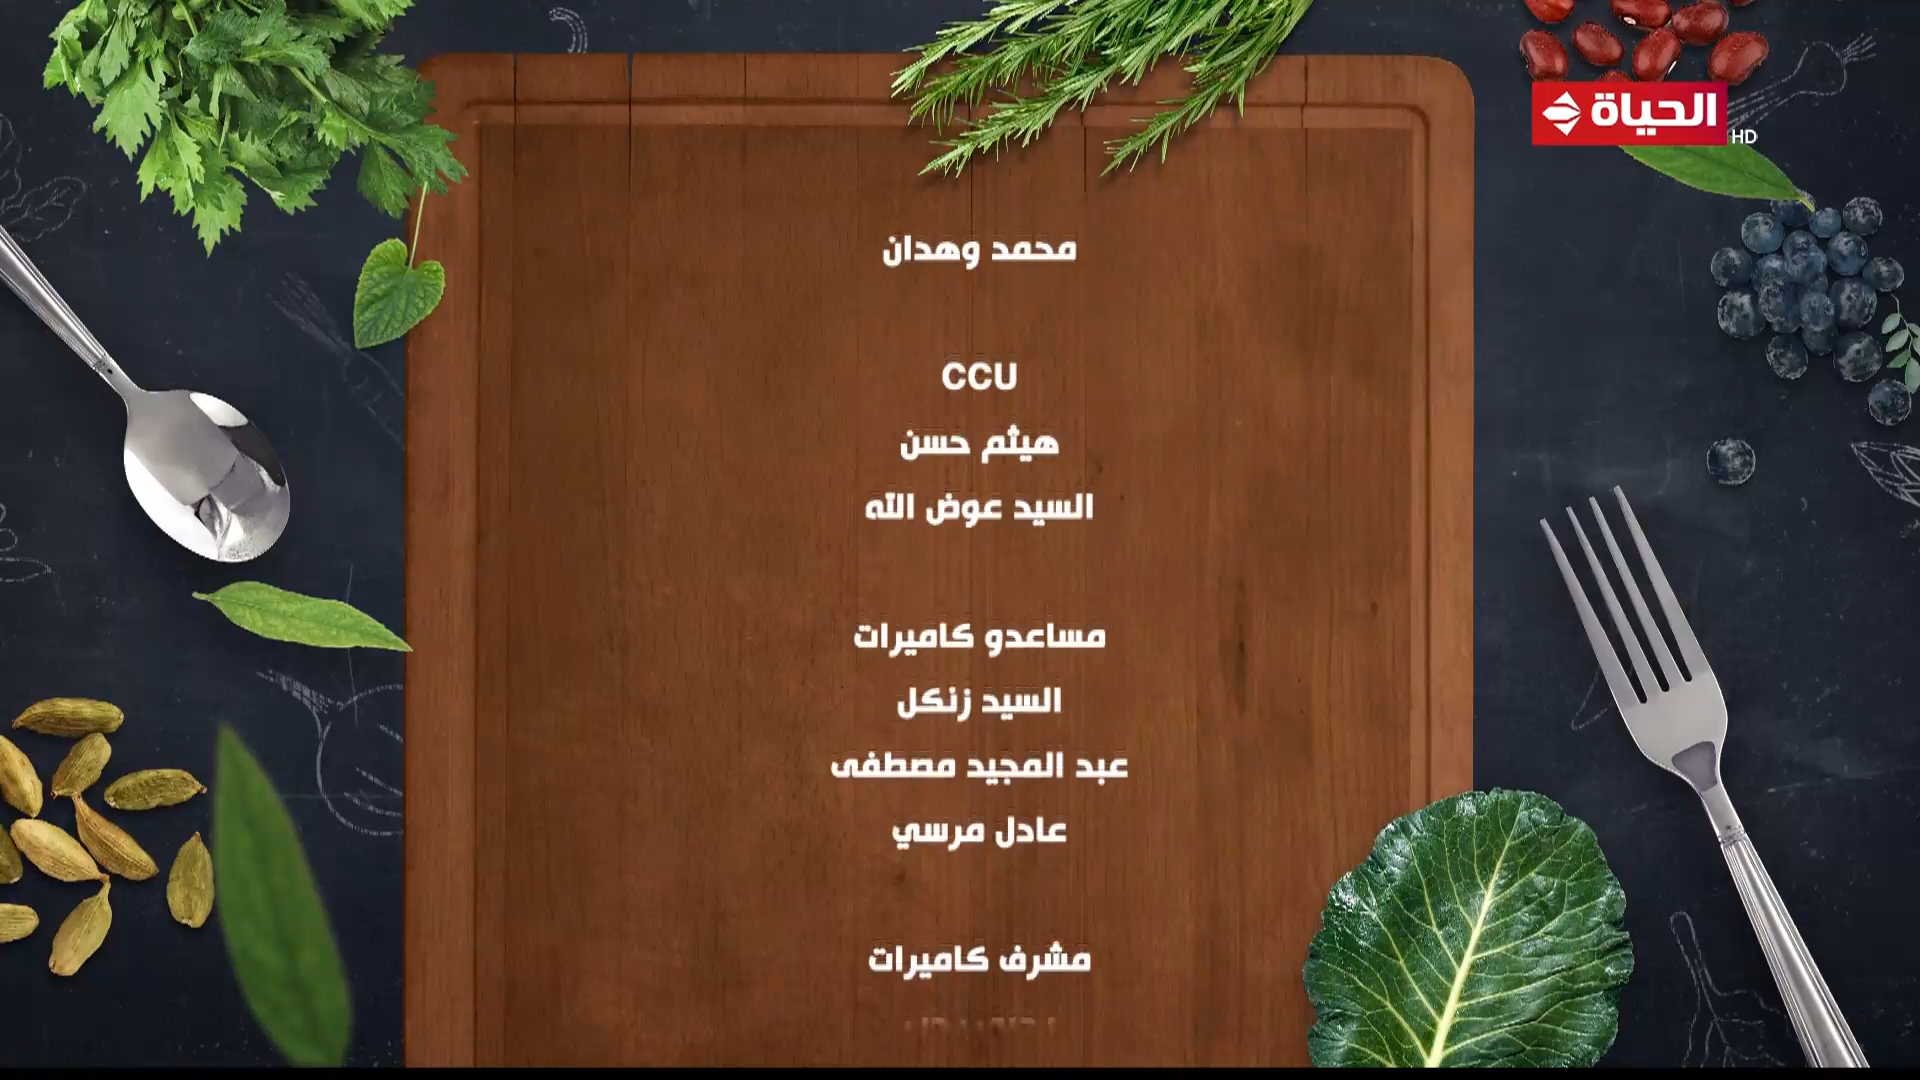 الحياة
HD
محمد وهدان
CCU
هيثم حسن
السيد عوض الله
مساعدو كاميرات
السيد زنكل
عبد المجيد مصطفى
عادل مرسي
مشرف كاميرات